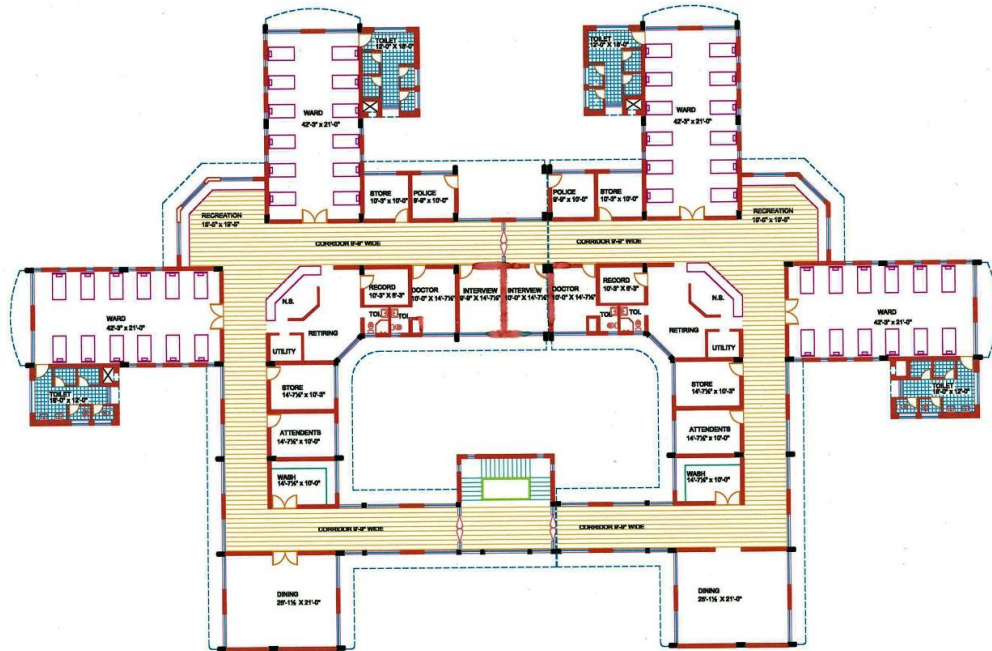 TOILET
12'-0" X 18'-0"
TOILET
12'-0" X 18'-0"
WARD
42'-3" x 21'-0"
WARD
42'-3" x 21'-0"
STORE
10'-3" x 10'-0"
POLICE
9'-9" x 10'-0"
POLICE
9'-9" x 10'-0"
STORE
10'-3" x 10'-0"
RECREATION
19'-6" x 19'-6"
RECREATION
19'-6" x 19'-6"
CORRIDOR 9'-9" WIDE
CORRIDOR 9'-9" WIDE
RECORD
10'-3" X 8'-3"
DOCTOR
10'-0" X 14'-7½"
INTERVIEW
9'-9" x 14'-7½"
INTERVIEW
10'-0" x 14'-7½"
DOCTOR
10'-0" X 14'-7½"
RECORD
10'-3" X 8'-3"
N.S.
N.S.
WARD
42'-3" x 21'-0"
WARD
42'-3" x 21'-0"
TOI.
TOI.
RETIRING
RETIRING
UTILITY
UTILITY
STORE
14'-7½" x 10'-3"
STORE
14'-7½" x 10'-3"
TOILET
18'-0" x 12'-0"
TOILET
18'-0" x 12'-0"
ATTENDENTS
14'-7½" x 10'-0"
ATTENDENTS
14'-7½" x 10'-0"
WASH
14'-7½" x 10'-0"
WASH
14'-7½" x 10'-0"
CORRIDOR 9'-9" WIDE
CORRIDOR 9'-9" WIDE
DINING
25'-1½ X 21'-0"
DINING
25'-1½ X 21'-0"